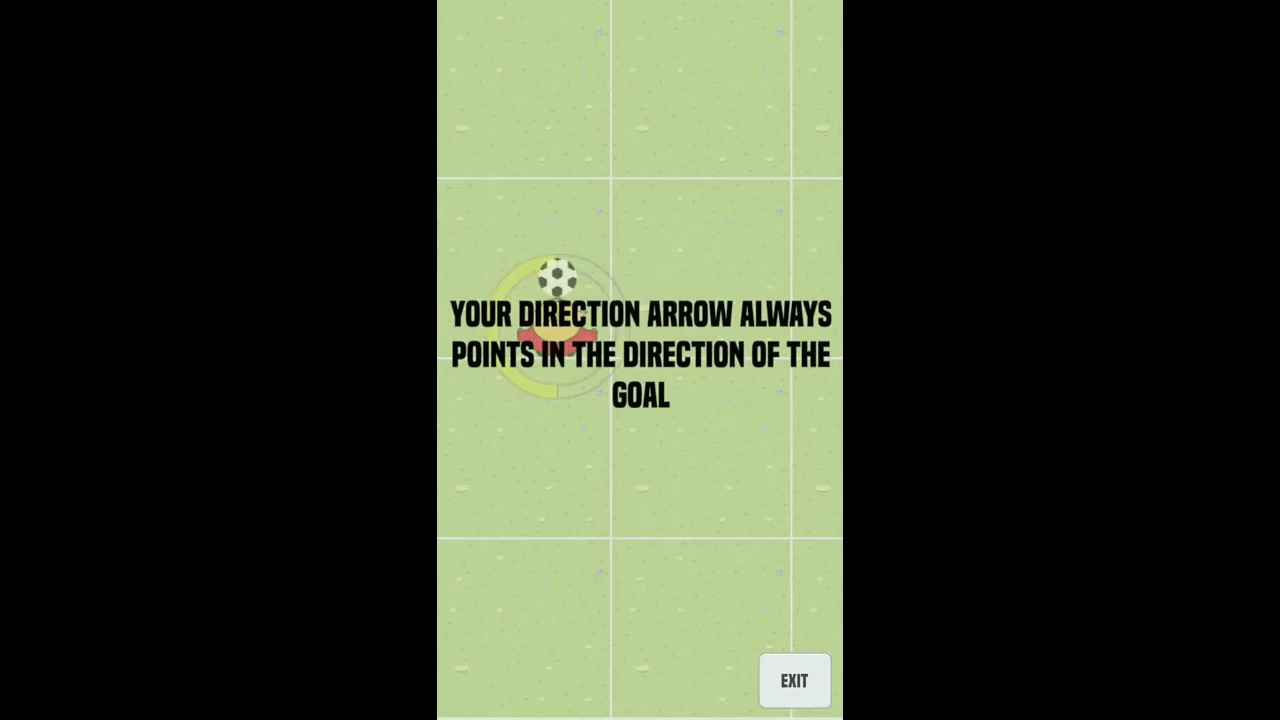 YOUR DIRECTION ARROW ALWAYS
POINTS IN THE DIRECTION OF THE
GOAL
EXIT